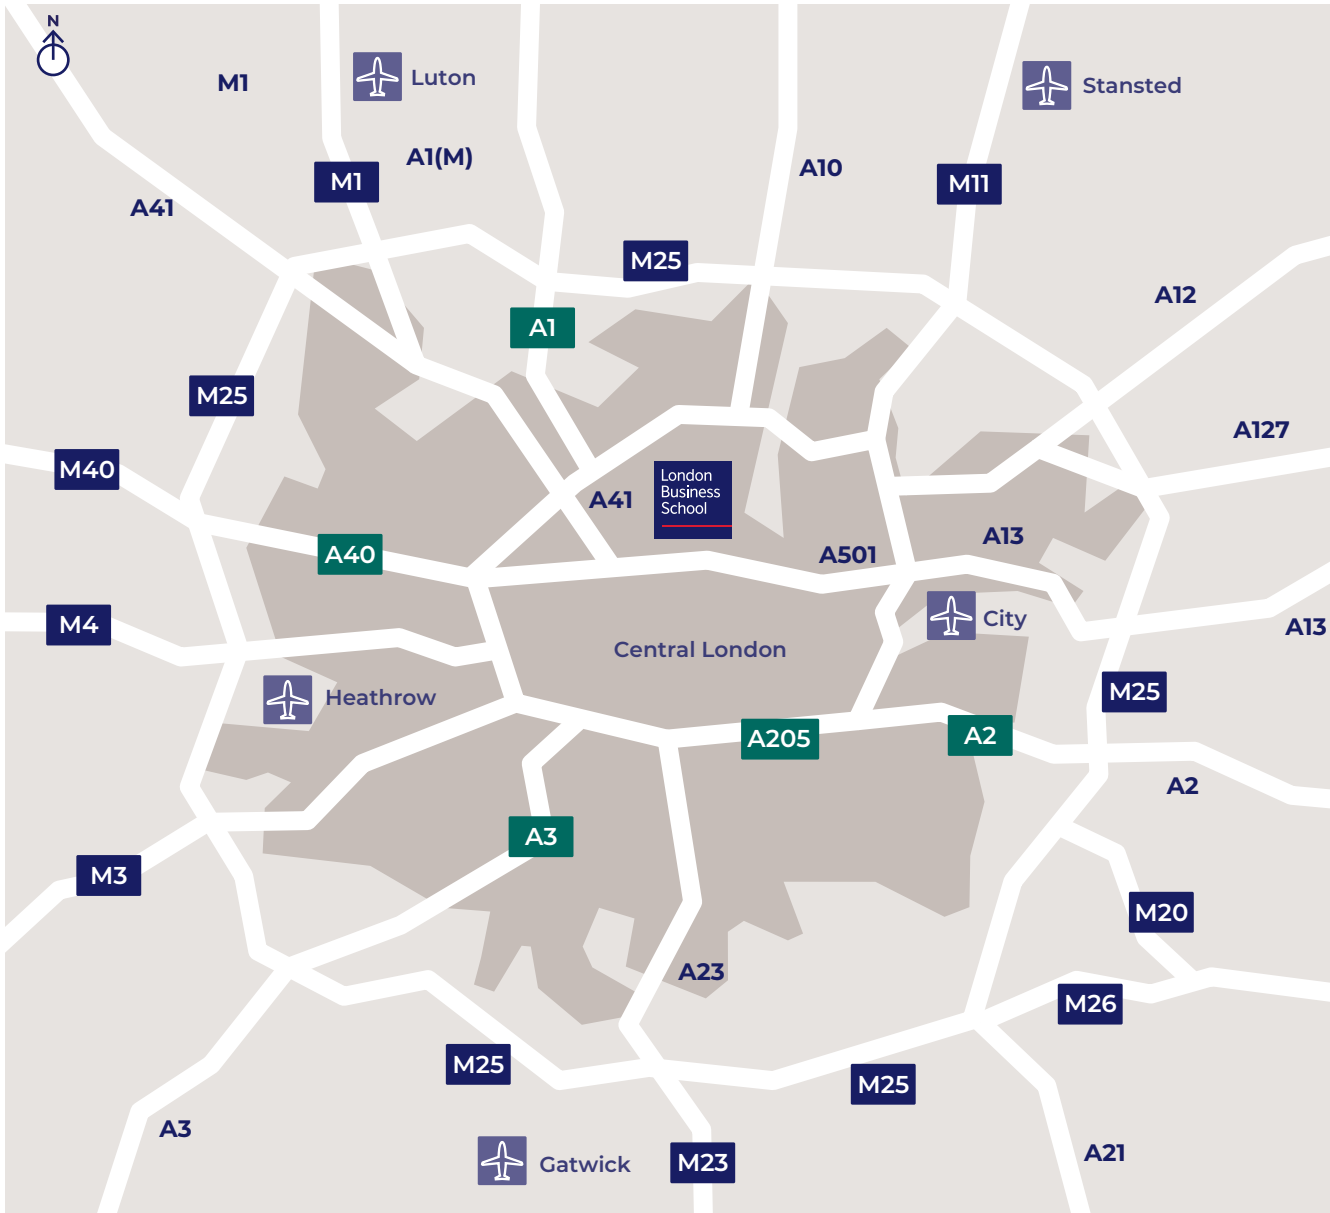 N
M1
Luton
Stansted
A1(M)
A10
M1
M11
A41
M25
A12
A1
M25
A127
M40
London
Business
School
A41
A13
A501
A40
M4
City
A13
Central London
Heathrow
M25
A205
A2
A2
A3
M3
M20
A23
M26
M25
M25
A3
A21
Gatwick
M23